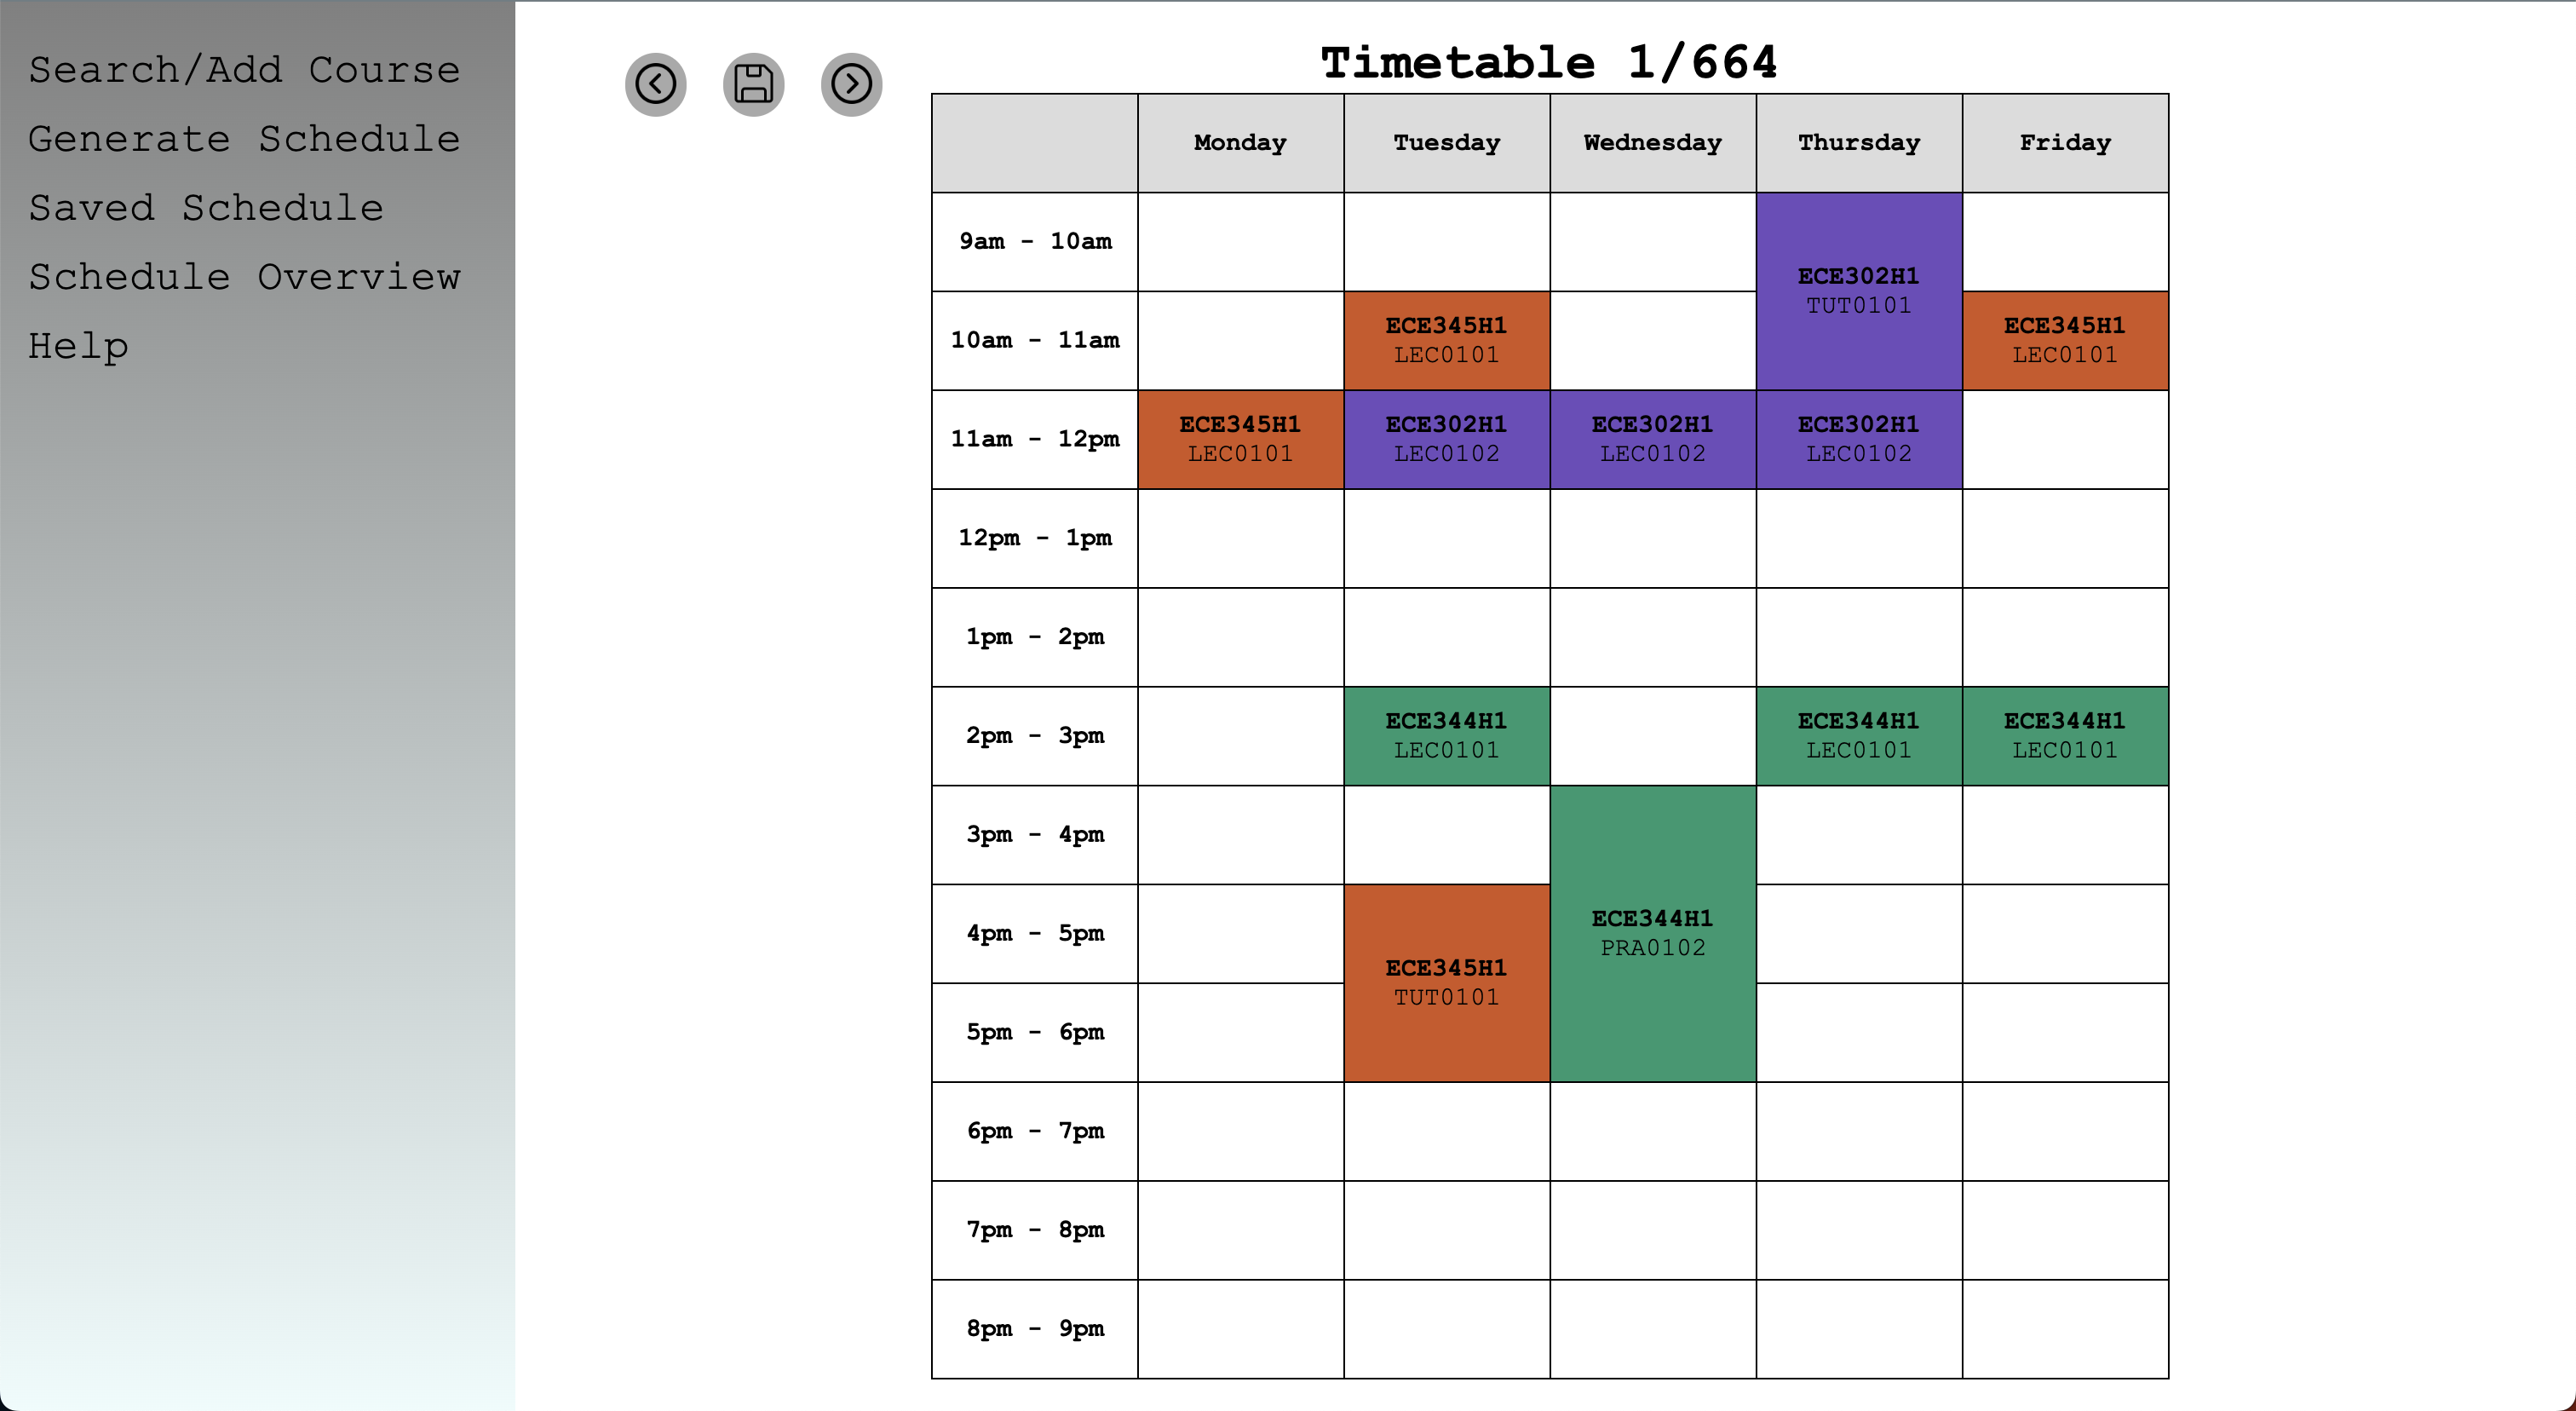 Search/Add Course
Generate Schedule
Saved Schedule
Schedule Overview
Help
Timetable 1/664
Monday Tuesday Wednesday Thursday Friday
9am - 10am
ECE302H1
TUT0101
10am - 11am
ECE345H1
LEC0101
ECE345H1
LEC0101
11am - 12pm
ECE345H1
LEC0101
ECE302H1
LEC0102
ECE302H1
LEC0102
ECE302H1
LEC0102
12pm - 1pm
1pm - 2pm
2pm - 3pm
ECE344H1
LEC0101
ECE344H1
LEC0101
ECE344H1
LEC0101
3pm - 4pm
ECE344H1
PRA0102
4pm - 5pm
ECE345H1
TUT0101
5pm - 6pm
6pm - 7pm
7pm - 8pm
8pm - 9pm